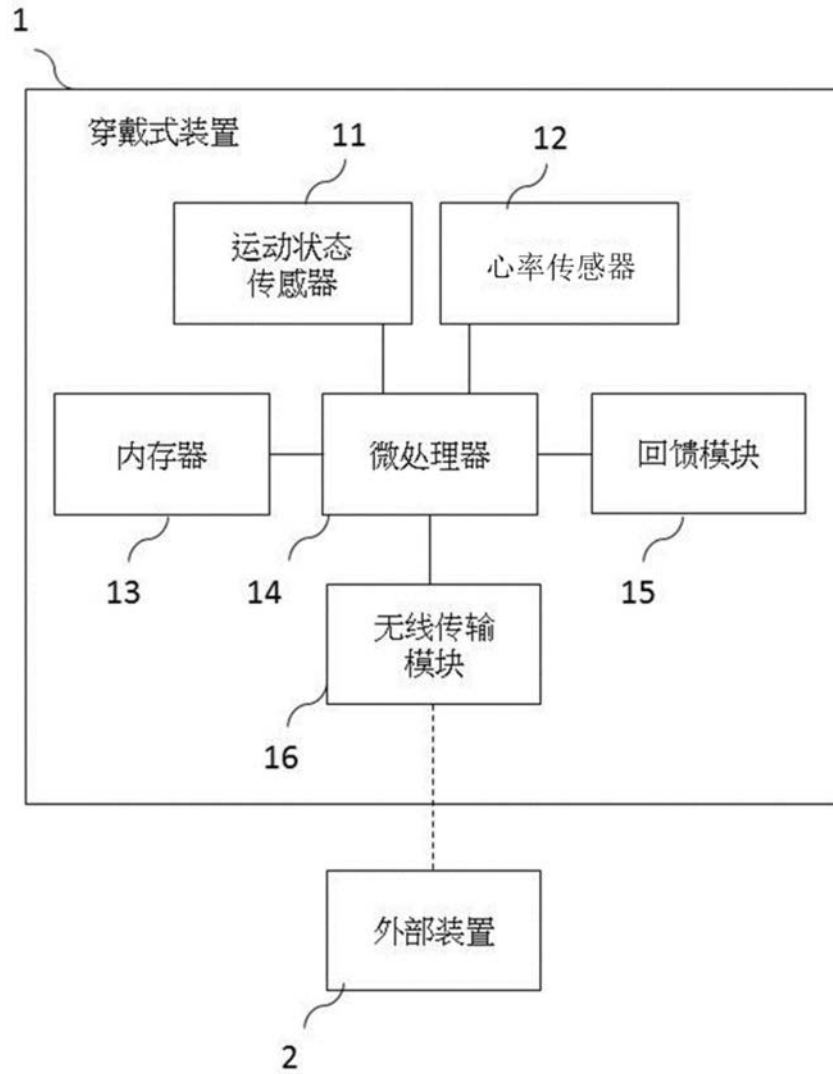 1
穿戴式装置
11
12
运动状态
传感器
心率传感器
内存器
微处理器
回馈模块
13
14
15
无线传输
模块
16
外部装置
2